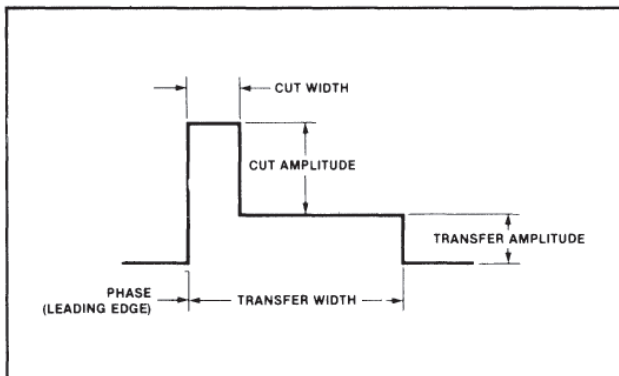 CUT WIDTH
CUT AMPLITUDE
TRANSFER AMPLITUDE
PHASE
(LEADING EDGE)
TRANSFER WIDTH